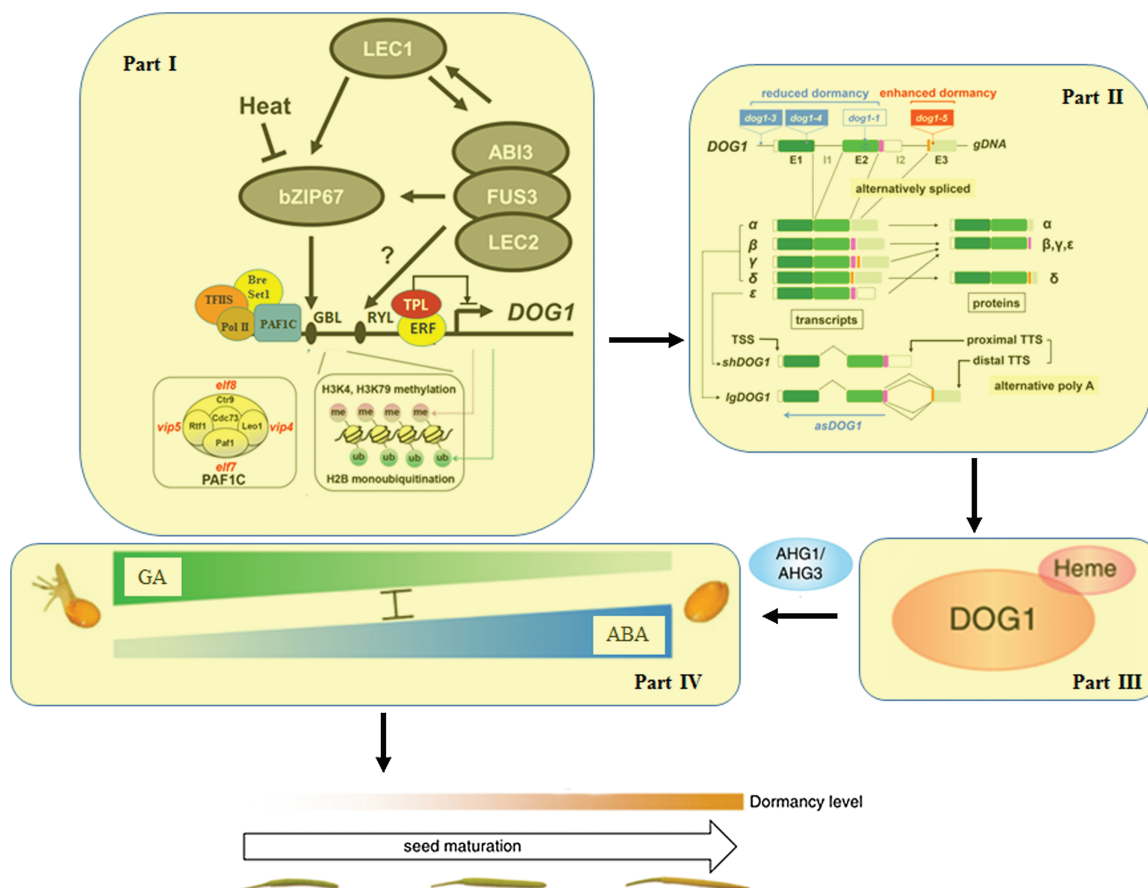 Part I
LEC1
Heat
ABI3
bZIP67
FUS3
LEC2
?
Bre
Set1
TFIIS
Pol II
PAF1C
GBL
RYL
TPL
ERF
DOG1
elf8
Ctr9
vip5
Rtf1
Cdc73
Leo1
vip4
Paf1
elf7
PAF1C
H3K4, H3K79 methylation
me me me me
ub ub ub ub
H2B monoubiquitination
Part II
reduced dormancy
enhanced dormancy
dog1-3
dog1-4
dog1-1
dog1-5
DOG1
gDNA
E1 I1 E2 I2 E3
alternatively spliced
α
α
β
β,γ,ε
γ
δ
δ
ε
transcripts
proteins
TSS
proximal TTS
shDOG1
distal TTS
alternative poly A
lgDOG1
asDOG1
Heme
DOG1
Part III
AHG1/
AHG3
GA
ABA
Part IV
Dormancy level
seed maturation